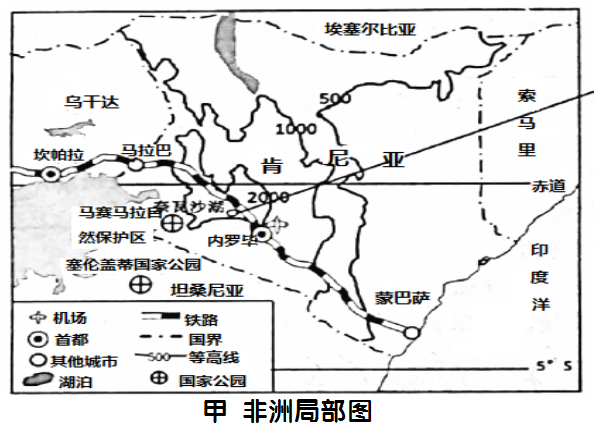 埃塞尔比亚
乌干达
500
索马里
1000
坎帕拉
马拉巴
肯尼亚
赤道
2000
奈瓦沙湖
马赛马拉自
然保护区
内罗毕
印度洋
塞伦盖蒂国家公园
坦桑尼亚
蒙巴萨
机场
铁路
首都
国界
其他城市
500
等高线
湖泊
国家公园
5° S
甲 非洲局部图